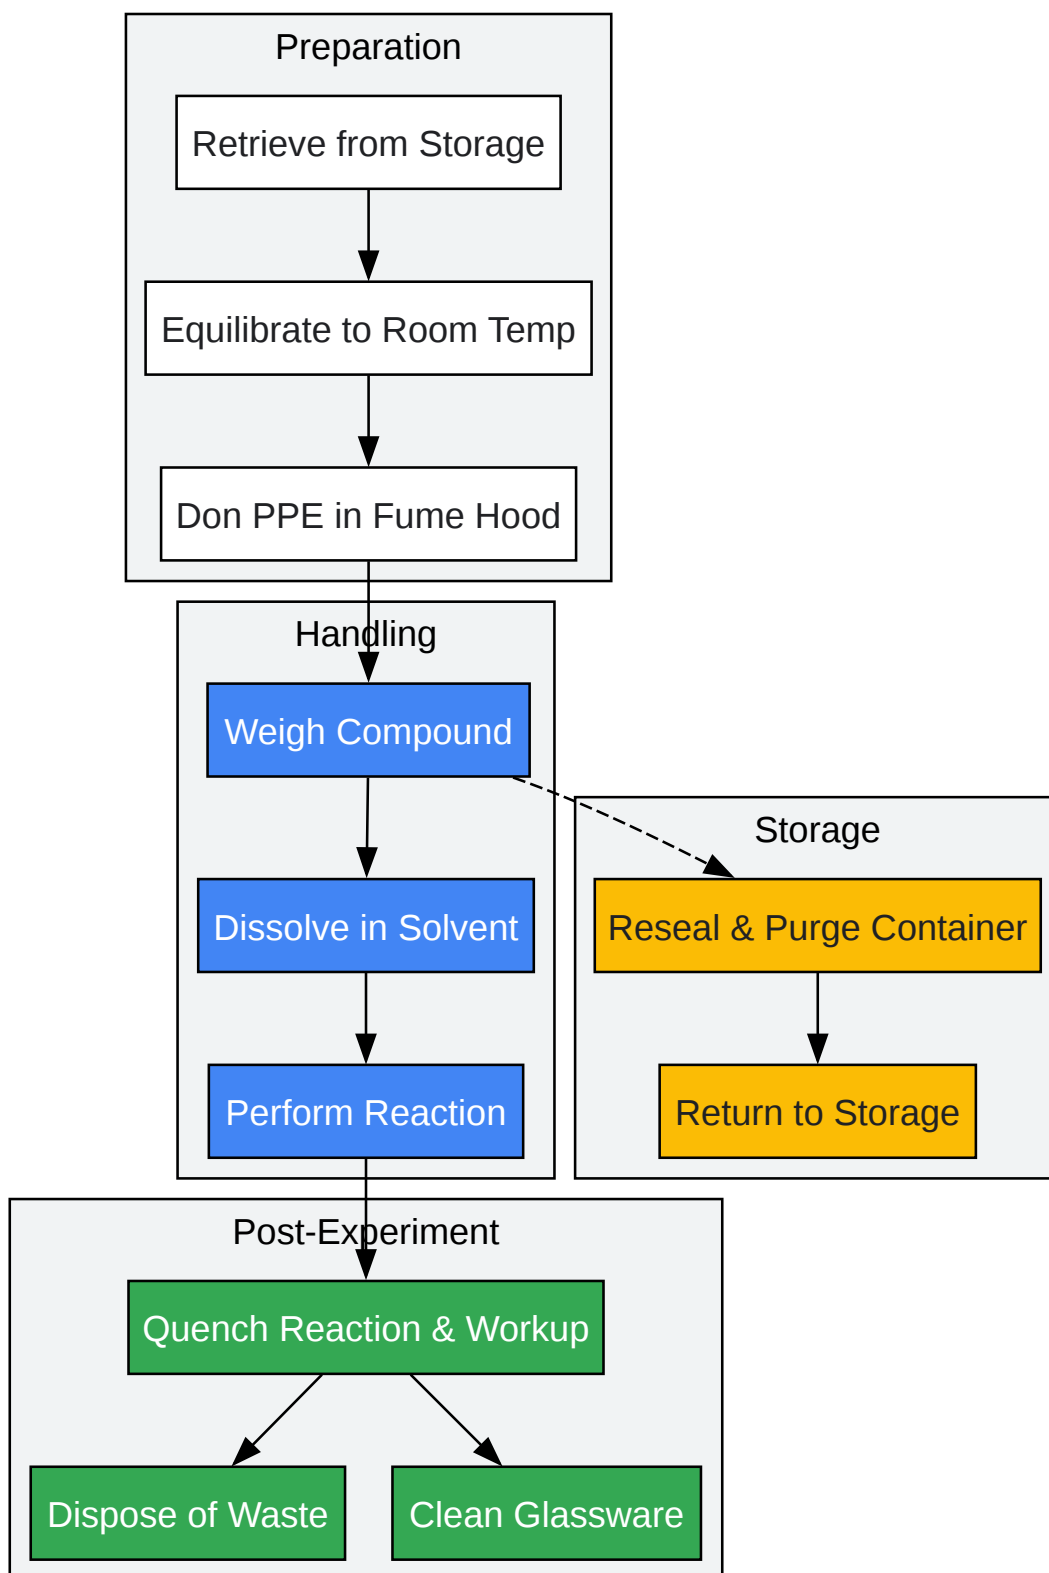 Preparation
Retrieve from Storage
Equilibrate to Room Temp
Don PPE in Fume Hood
Handling
Weigh Compound
Dissolve in Solvent
Perform Reaction
Storage
Reseal & Purge Container
Return to Storage
Post-Experiment
Quench Reaction & Workup
Dispose of Waste
Clean Glassware